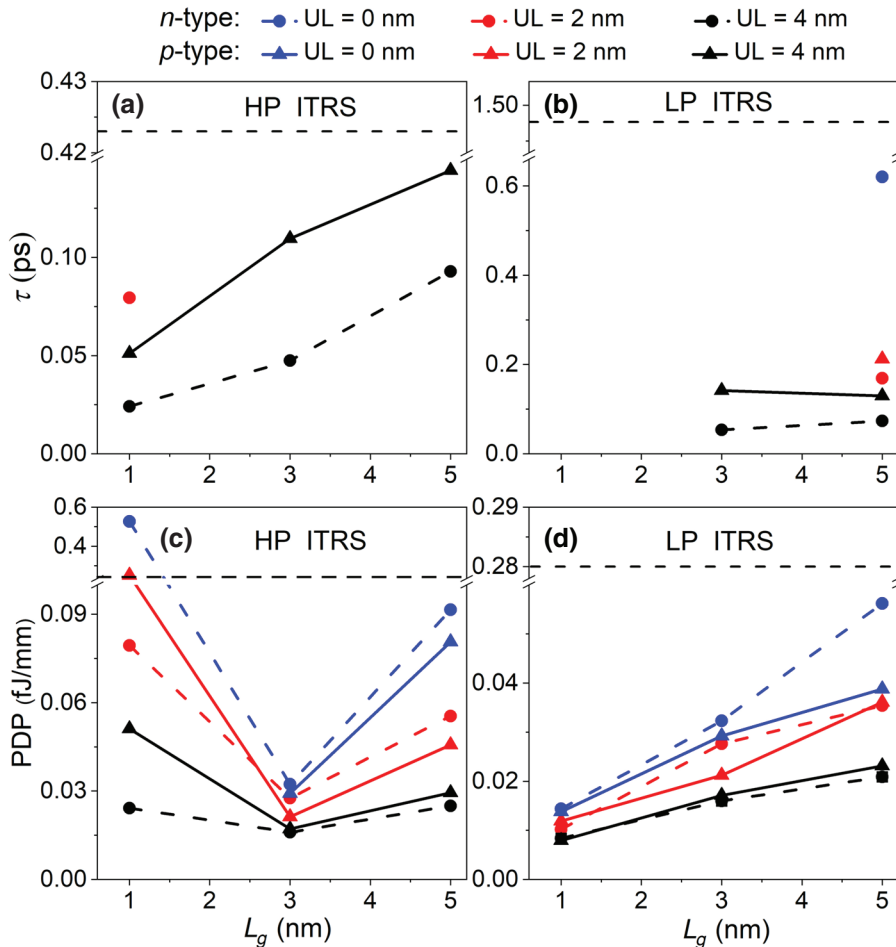 n-type: UL = 0 nm UL = 2 nm UL = 4 nm
p-type: UL = 0 nm UL = 2 nm UL = 4 nm
(a) HP ITRS
0.43
0.42
0.10
0.05
0.00
τ (ps)
1 2 3 4 5
(b) LP ITRS
1.50
0.6
0.4
0.2
0.0
1 2 3 4 5
(c) HP ITRS
0.6
0.4
0.09
0.06
0.03
0.00
PDP (fJ/mm)
1 2 3 4 5
Lg (nm)
(d) LP ITRS
0.29
0.28
0.04
0.02
0.00
1 2 3 4 5
Lg (nm)